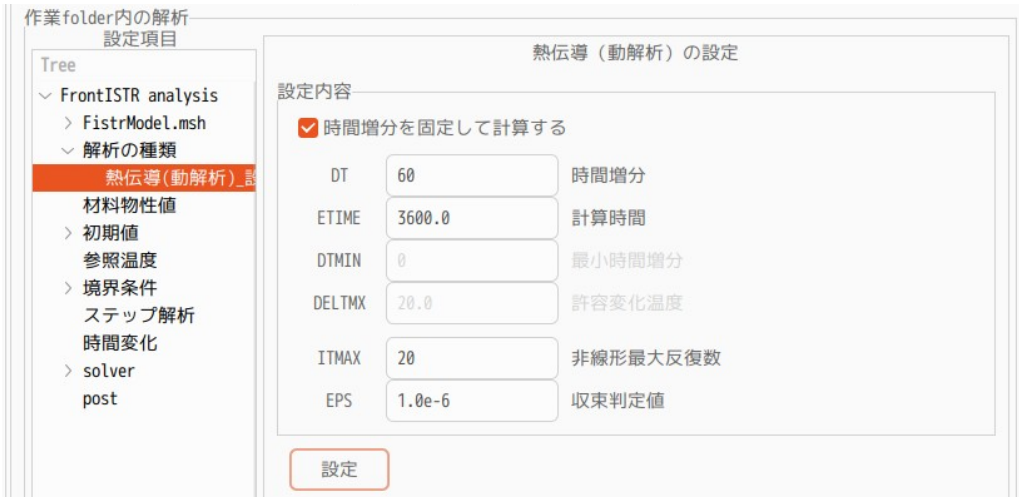 作業folder内の解析
設定項目
Tree
FrontISTR analysis
FistrModel.msh
解析の種類
熱伝導(動解析)_設
材料物性値
初期値
参照温度
境界条件
ステップ解析
時間変化
solver
post
熱伝導（動解析）の設定
設定内容
時間増分を固定して計算する
DT 60 時間増分
ETIME 3600.0 計算時間
DTMIN 0 最小時間増分
DELTMX 20.0 許容変化温度
ITMAX 20 非線形最大反復数
EPS 1.0e-6 収束判定値
設定